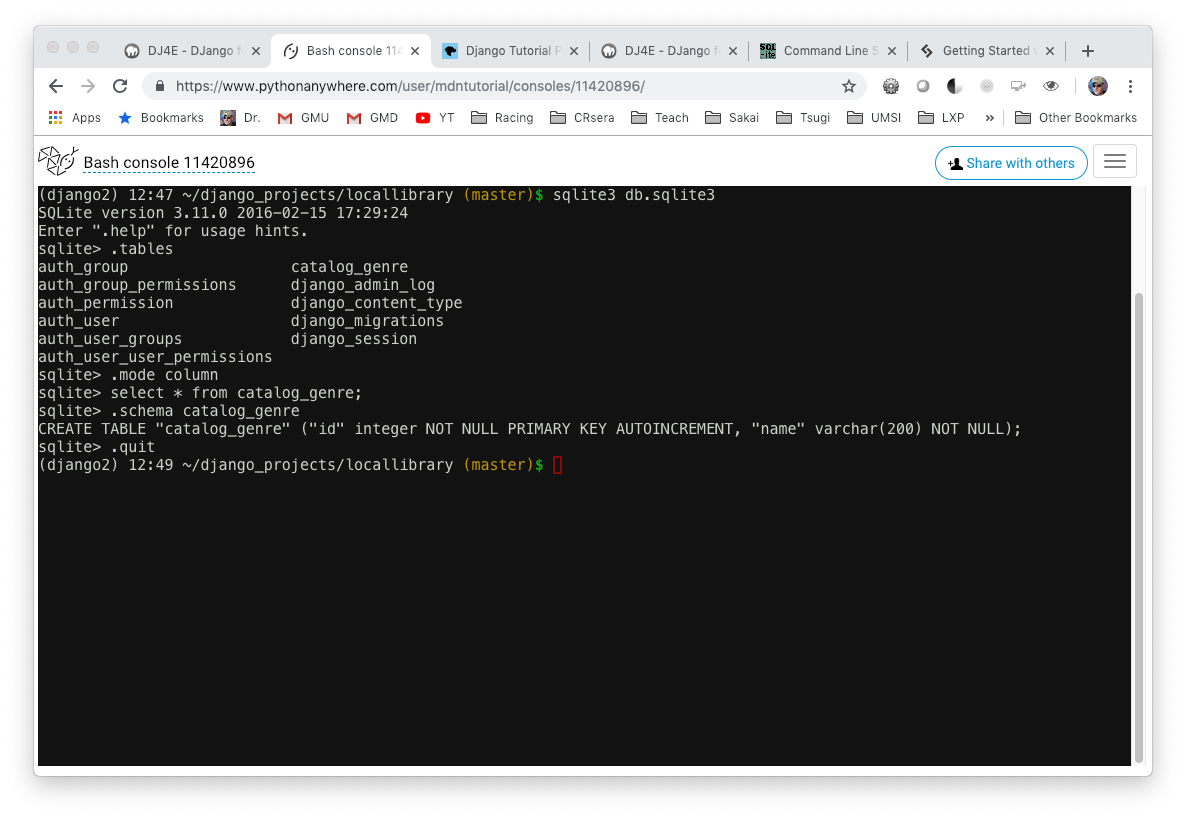 DJ4E - DJango f
Bash console 114
Django Tutorial P
DJ4E - DJango f
SQL ite
Command Line S
Getting Started w
https://www.pythonanywhere.com/user/mdntutorial/consoles/11420896/
Apps
Bookmarks
Dr.
GMU
GMD
YT
Racing
CRsera
Teach
Sakai
Tsugi
UMSI
LXP
»
Other Bookmarks
Bash console 11420896
Share with others
(django2) 12:47 ~/django_projects/locallibrary (master)$ sqlite3 db.sqlite3
SQLite version 3.11.0 2016-02-15 17:29:24
Enter ".help" for usage hints.
sqlite> .tables
auth_group                  catalog_genre
auth_group_permissions      django_admin_log
auth_permission             django_content_type
auth_user                   django_migrations
auth_user_groups            django_session
auth_user_user_permissions
sqlite> .mode column
sqlite> select * from catalog_genre;
sqlite> .schema catalog_genre
CREATE TABLE "catalog_genre" ("id" integer NOT NULL PRIMARY KEY AUTOINCREMENT, "name" varchar(200) NOT NULL);
sqlite> .quit
(django2) 12:49 ~/django_projects/locallibrary (master)$